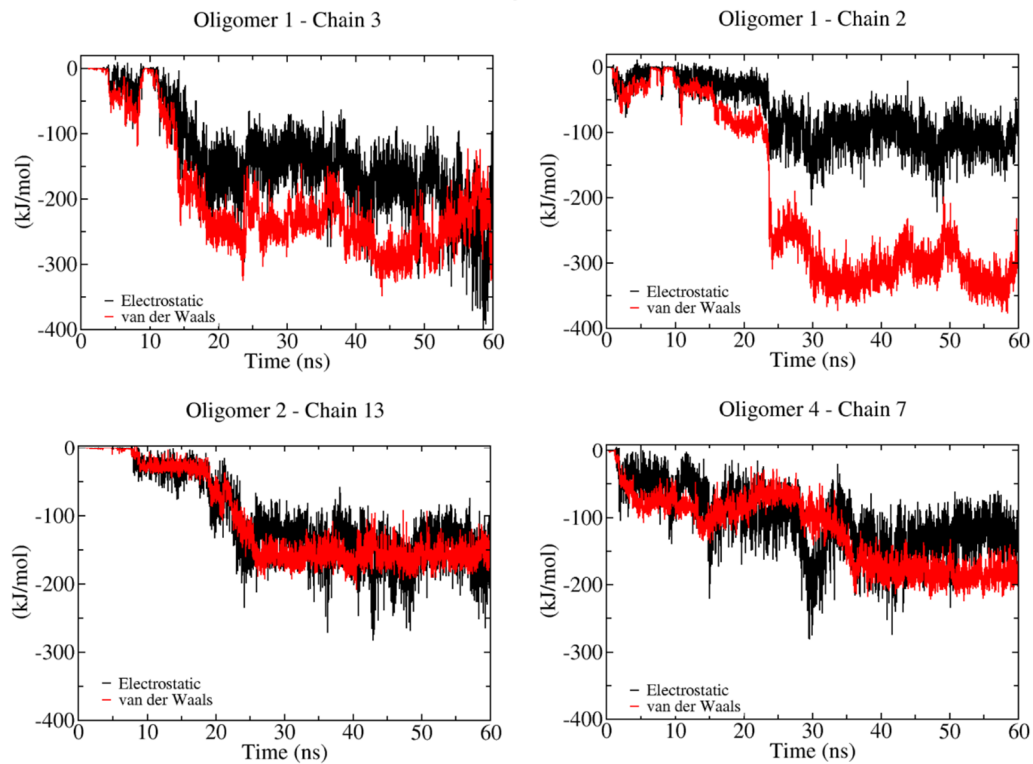 Oligomer 1 - Chain 3
0
-100
-200
-300
-400
(kJ/mol)
Electrostatic
van der Waals
0 10 20 30 40 50 60
Time (ns)
Oligomer 1 - Chain 2
0
-100
-200
-300
-400
(kJ/mol)
Electrostatic
van der Waals
0 10 20 30 40 50 60
Time (ns)
Oligomer 2 - Chain 13
0
-100
-200
-300
-400
(kJ/mol)
Electrostatic
van der Waals
0 10 20 30 40 50 60
Time (ns)
Oligomer 4 - Chain 7
0
-100
-200
-300
-400
(kJ/mol)
Electrostatic
van der Waals
0 10 20 30 40 50 60
Time (ns)